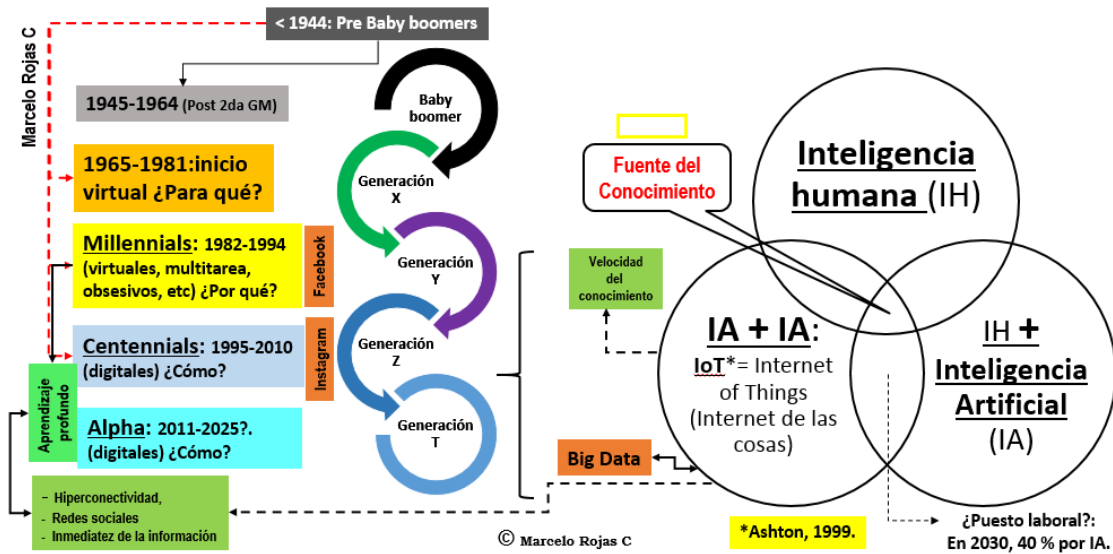 < 1944: Pre Baby boomers
Marcelo Rojas C
1945-1964 (Post 2da GM)
1965-1981:inicio
virtual ¿Para qué?
Millennials: 1982-1994
(virtuales, multitarea,
obsesivos, etc) ¿Por qué?
Facebook
Centennials: 1995-2010
(digitales) ¿Cómo?
Instagram
Aprendizaje
profundo
Alpha: 2011-2025?.
(digitales) ¿Cómo?
- Hiperconectividad,
- Redes sociales
- Inmediatez de la información
Baby
boomer
Generación
X
Generación
Y
Generación
Z
Generación
T
© Marcelo Rojas C
Fuente del
Conocimiento
Inteligencia
humana (IH)
Velocidad
del
conocimiento
IA + IA:
IoT*= Internet
of Things
(Internet de las
cosas)
IH +
Inteligencia
Artificial
(IA)
Big Data
*Ashton, 1999.
¿Puesto laboral?:
En 2030, 40 % por IA.